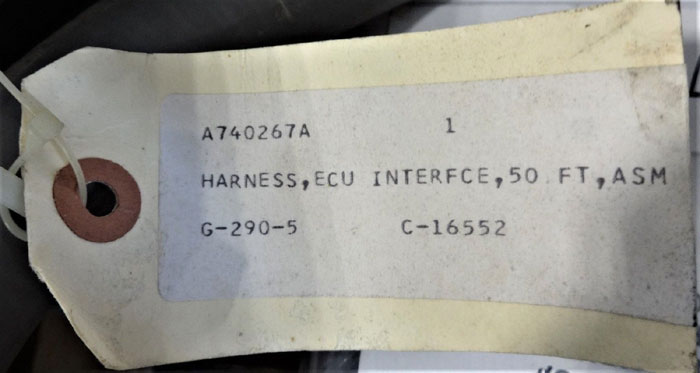 A740267A 1
HARNESS,ECU INTERFCE,50 FT,ASM
G-290-5 C-16552